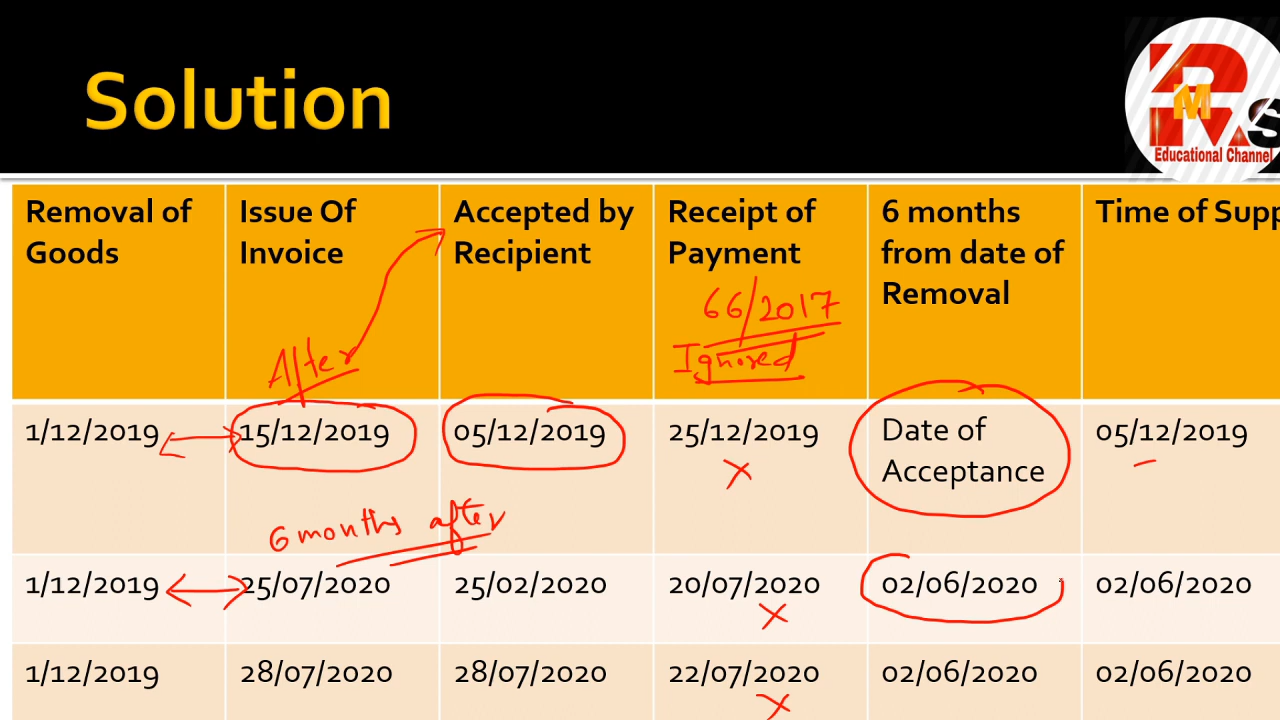 Solution
Educational Channel
Removal of Goods
Issue Of Invoice
Accepted by Recipient
Receipt of Payment
6 months from date of Removal
Time of
66/2017
Ignored
After
1/12/2019 15/12/2019 05/12/2019 25/12/2019 Date of Acceptance 05/12/2019
6 months after
1/12/2019 25/07/2020 25/02/2020 20/07/2020 02/06/2020 02/06/2020
1/12/2019 28/07/2020 28/07/2020 22/07/2020 02/06/2020 02/06/2020